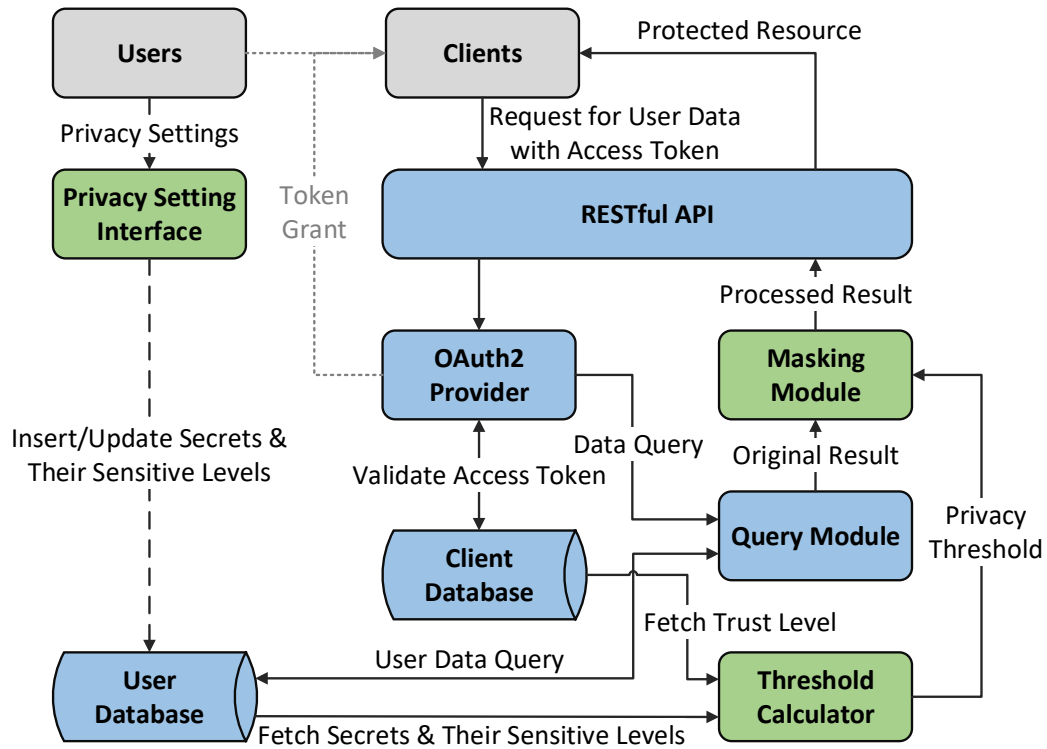 Users
Clients
Protected Resource
Privacy Settings
Request for User Data
with Access Token
Privacy Setting
Interface
Token
Grant
RESTful API
Processed Result
OAuth2
Provider
Masking
Module
Insert/Update Secrets &
Their Sensitive Levels
Data Query
Original Result
Validate Access Token
Query Module
Privacy
Threshold
Client
Database
Fetch Trust Level
User Data Query
User
Database
Threshold
Calculator
Fetch Secrets & Their Sensitive Levels